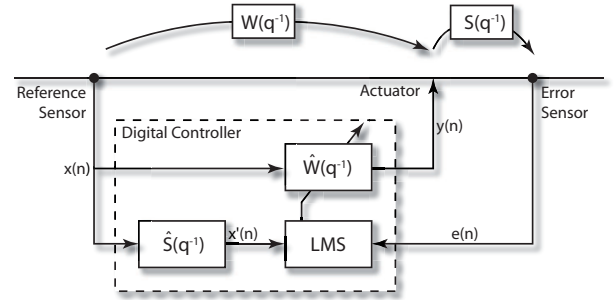 W(q⁻¹)
S(q⁻¹)
Reference
Sensor
Actuator
Error
Sensor
Digital Controller
y(n)
x(n)
Ŵ(q⁻¹)
Ŝ(q⁻¹)
x'(n)
LMS
e(n)